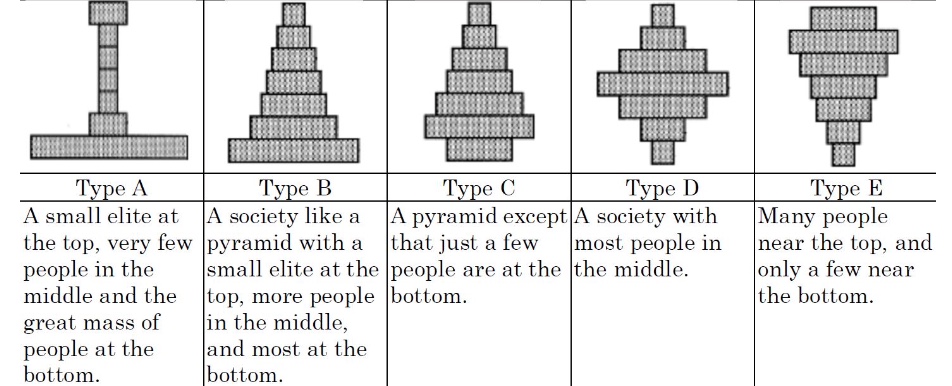 Type A
Type B
Type C
Type D
Type E
A small elite at
the top, very few
people in the
middle and the
great mass of
people at the
bottom.
A society like a
pyramid with a
small elite at the
top, more people
in the middle,
and most at the
bottom.
A pyramid except
that just a few
people are at the
bottom.
A society with
most people in
the middle.
Many people
near the top, and
only a few near
the bottom.